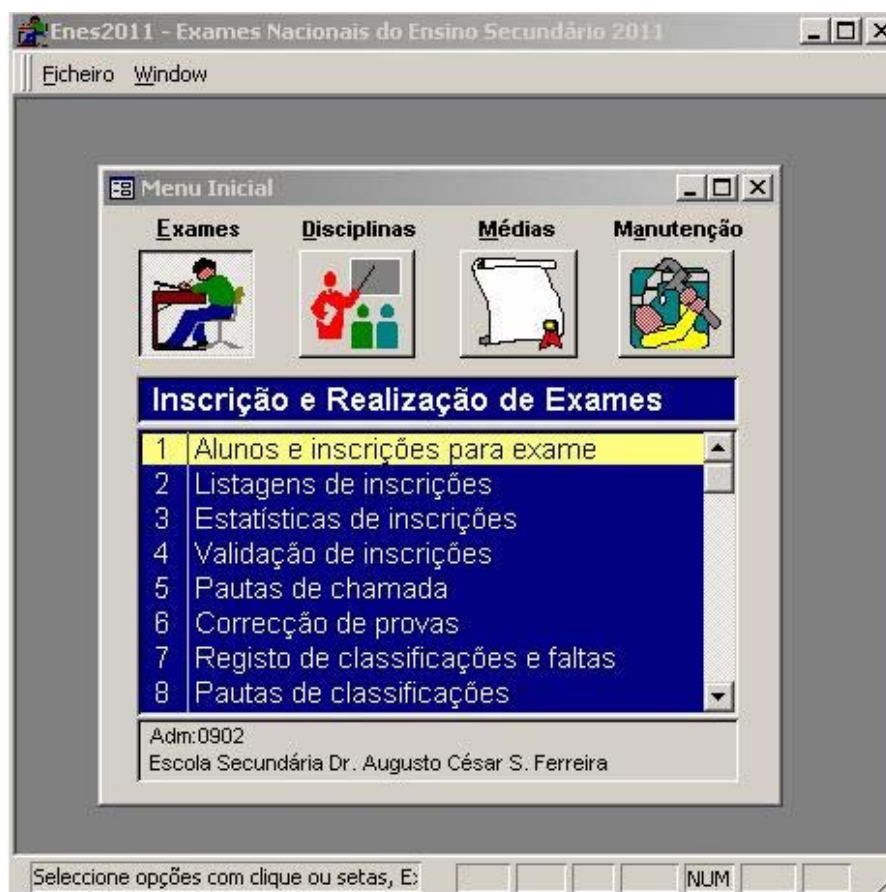 Enes2011 - Exames Nacionais do Ensino Secundário 2011
Ficheiro Window
Menu Inicial
Exames Disciplinas Médias Manutenção
Inscrição e Realização de Exames
1 Alunos e inscrições para exame
2 Listagens de inscrições
3 Estatísticas de inscrições
4 Validação de inscrições
5 Pautas de chamada
6 Correcção de provas
7 Registo de classificações e faltas
8 Pautas de classificações
Adm:0902
Escola Secundária Dr. Augusto César S. Ferreira
Seleccione opções com clique ou setas, E: NUM